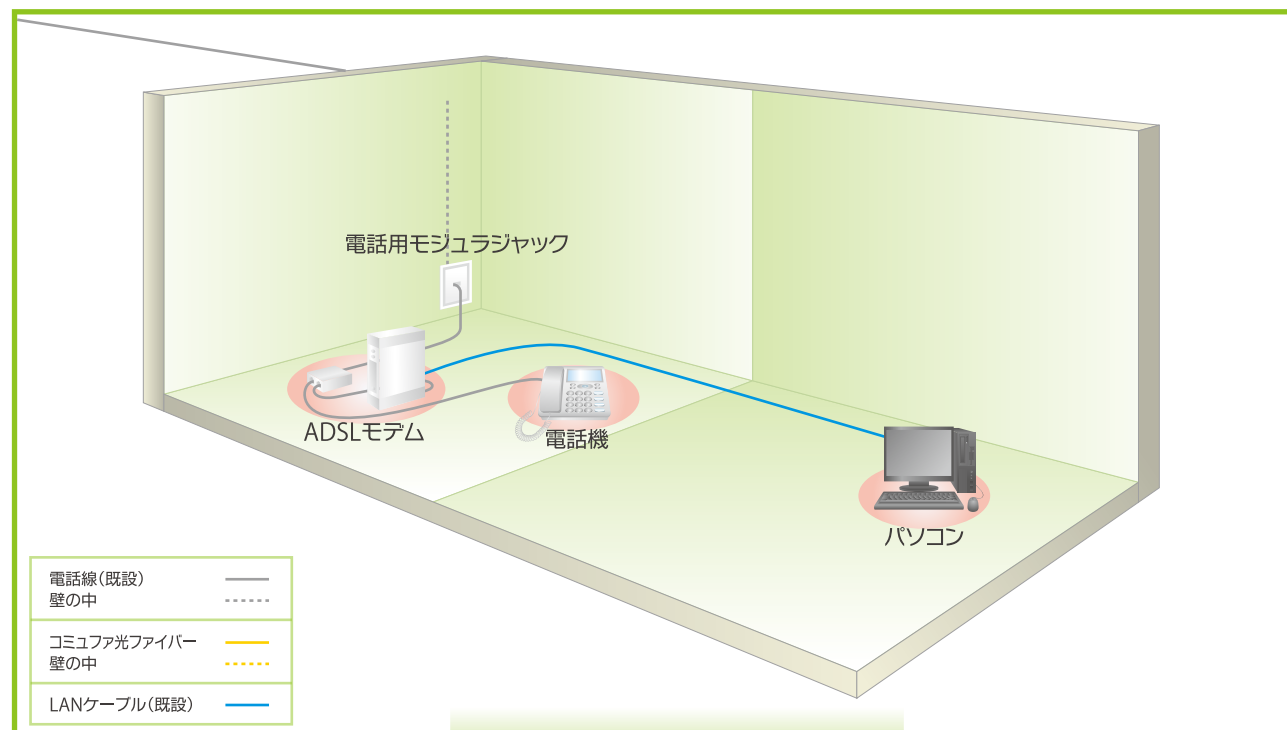 電話用モジュラジャック
ADSLモデム
電話機
パソコン
電話線(既設)
壁の中
コミュファ光ファイバー
壁の中
LANケーブル(既設)